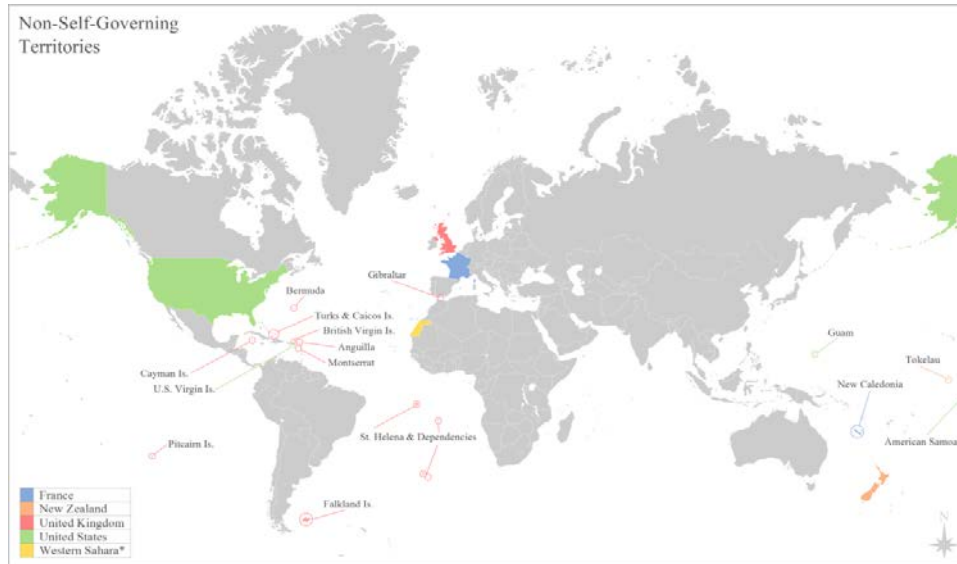 Non-Self-Governing
Territories
Gibraltar
Bermuda
Turks & Caicos Is.
British Virgin Is.
Anguilla
Montserrat
Cayman Is.
U.S. Virgin Is.
Guam
Tokelau
New Caledonia
American Samoa
St. Helena & Dependencies
Pitcairn Is.
Falkland Is.
France
New Zealand
United Kingdom
United States
Western Sahara*
N